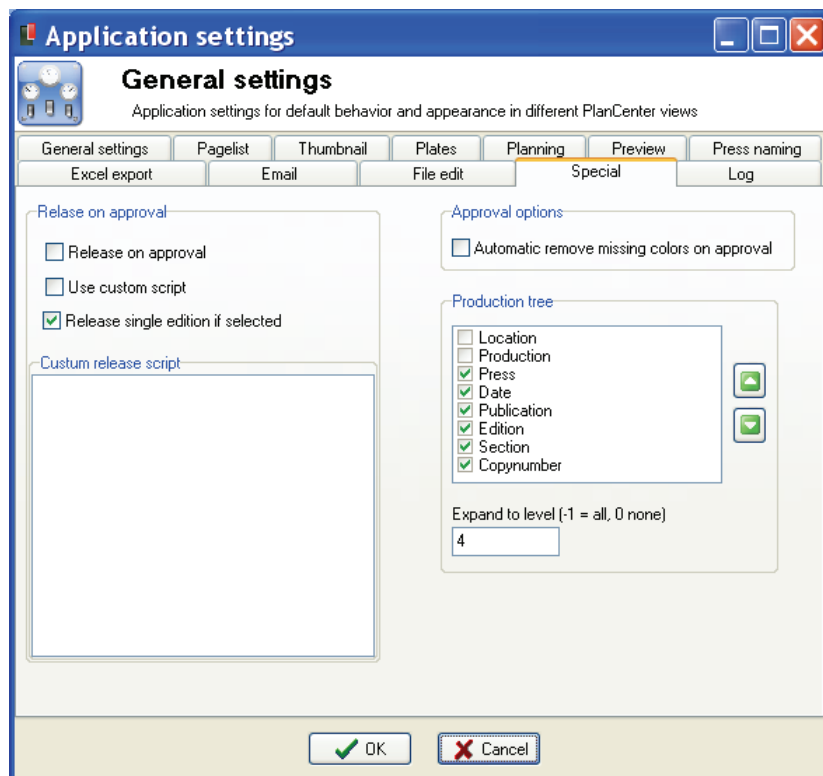 Application settings
General settings
Application settings for default behavior and appearance in different PlanCenter views
General settings Pagelist Thumbnail Plates Planning Preview Press naming
Excel export Email File edit Special Log
Relase on approval
Release on approval
Use custom script
Release single edition if selected
Custum release script
Approval options
Automatic remove missing colors on approval
Production tree
Location
Production
Press
Date
Publication
Edition
Section
Copynumber
Expand to level (-1 = all, 0 none)
4
OK Cancel